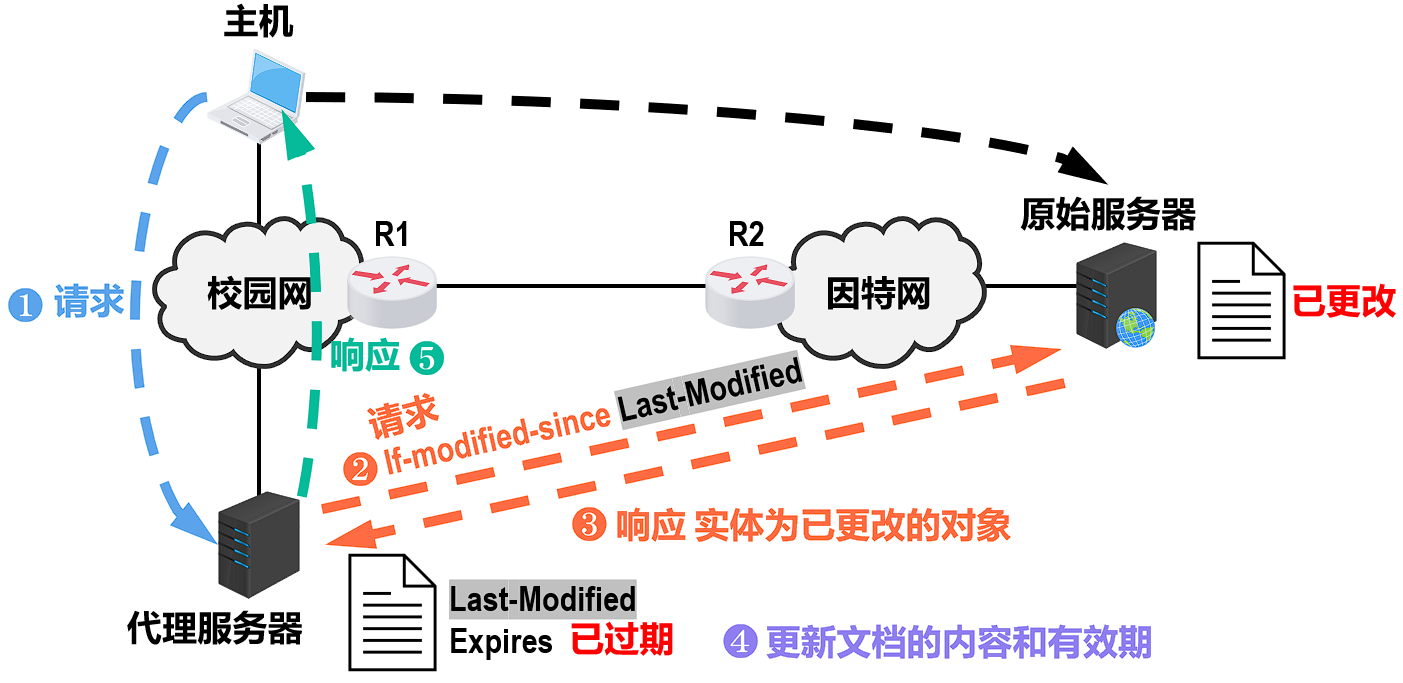 主机
原始服务器
R1
R2
校园网
因特网
❶ 请求
已更改
响应 ❺
请求
❷ If-modified-since Last-Modified
❸ 响应 实体为已更改的对象
代理服务器
Last-Modified
Expires 已过期
❹ 更新文档的内容和有效期